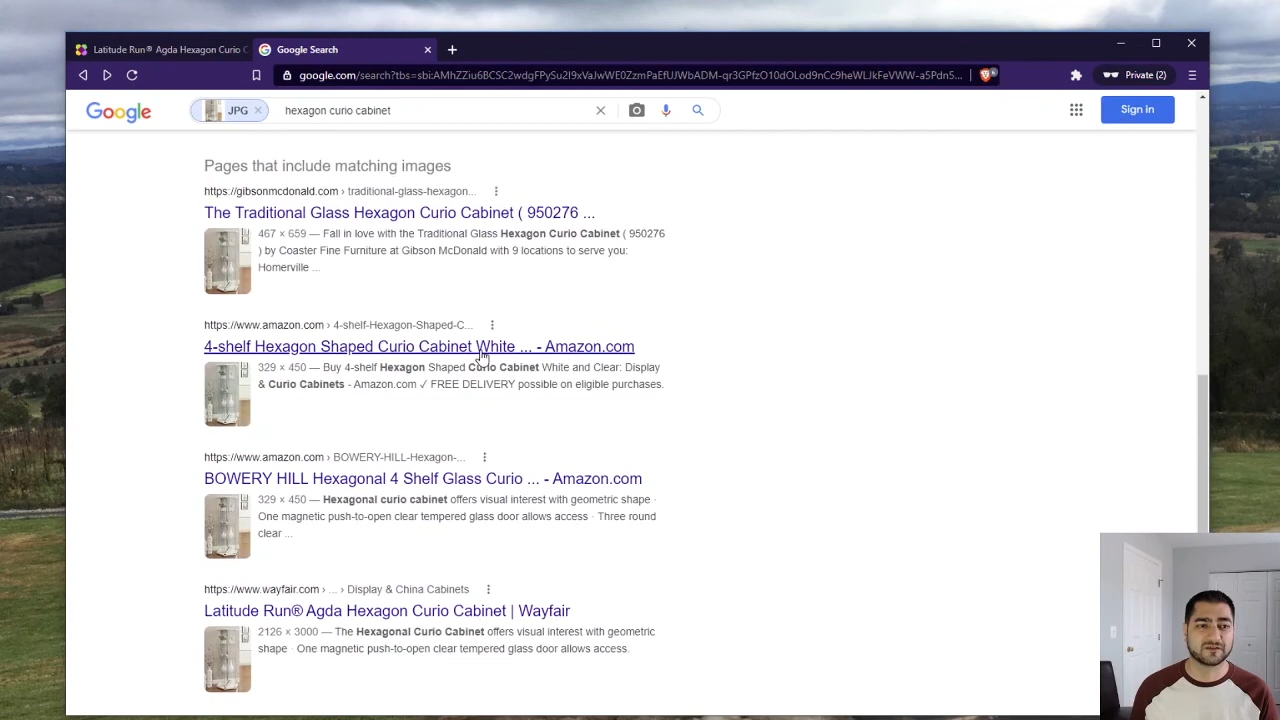 Latitude Run® Agda Hexagon Curio C
Google Search
google.com/search?tbs=sbi:AMhZZiu6BCSC2wdgFPySu2I9xVaJwWE0ZzmPaEfUJWbADM-qr3GPfzO10dOLod9nCc9heWLJkFeVWW-a5Pdn5...
Private (2)
Google
JPG
hexagon curio cabinet
Sign in
Pages that include matching images
https://gibsonmcdonald.com › traditional-glass-hexagon...
The Traditional Glass Hexagon Curio Cabinet ( 950276 ...
467 × 659 — Fall in love with the Traditional Glass Hexagon Curio Cabinet ( 950276
) by Coaster Fine Furniture at Gibson McDonald with 9 locations to serve you:
Homerville ...
https://www.amazon.com › 4-shelf-Hexagon-Shaped-C...
4-shelf Hexagon Shaped Curio Cabinet White ... - Amazon.com
329 × 450 — Buy 4-shelf Hexagon Shaped Curio Cabinet White and Clear: Display
& Curio Cabinets - Amazon.com ✓ FREE DELIVERY possible on eligible purchases.
https://www.amazon.com › BOWERY-HILL-Hexagon-...
BOWERY HILL Hexagonal 4 Shelf Glass Curio ... - Amazon.com
329 × 450 — Hexagonal curio cabinet offers visual interest with geometric shape ·
One magnetic push-to-open clear tempered glass door allows access · Three round
clear ...
https://www.wayfair.com › ... › Display & China Cabinets
Latitude Run® Agda Hexagon Curio Cabinet | Wayfair
2126 × 3000 — The Hexagonal Curio Cabinet offers visual interest with geometric
shape · One magnetic push-to-open clear tempered glass door allows access.